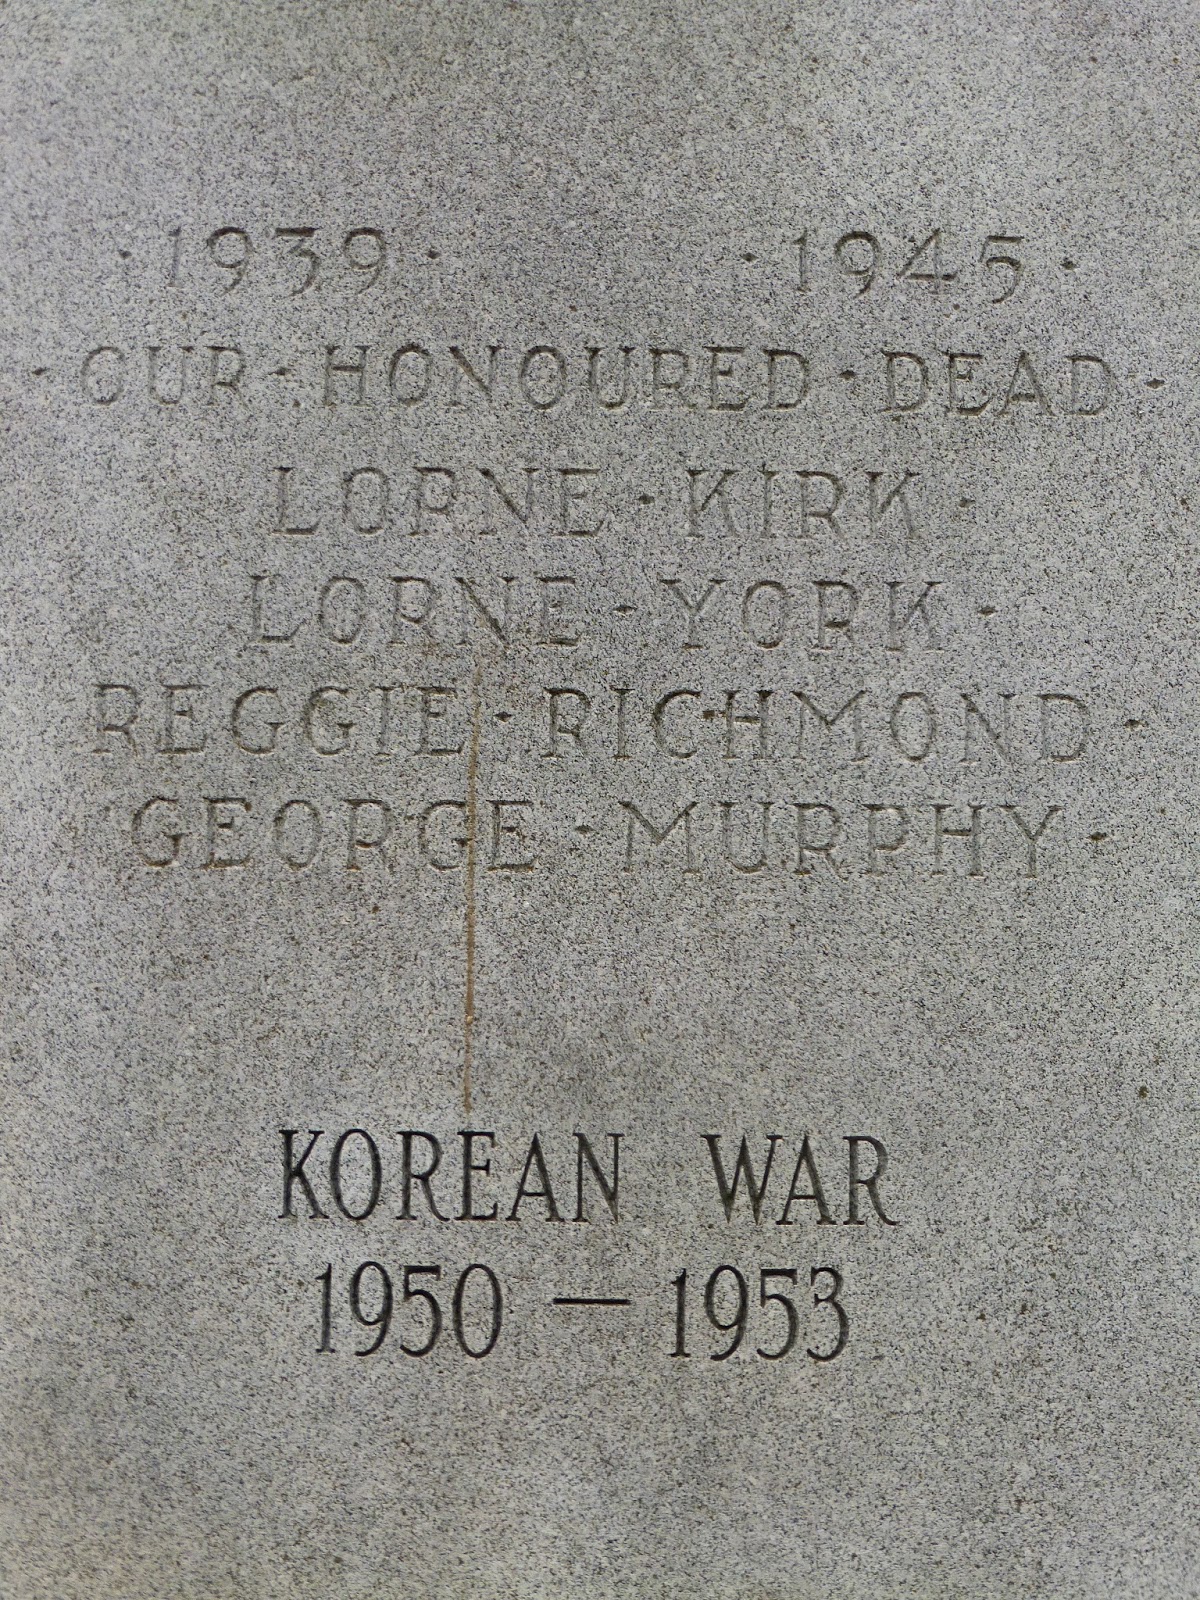 · 1939 · · 1945 ·
· OUR · HONOURED · DEAD ·
LORNE · KIRK ·
LORNE · YORK ·
REGGIE · RICHMOND ·
GEORGE · MURPHY ·
KOREAN WAR
1950 — 1953